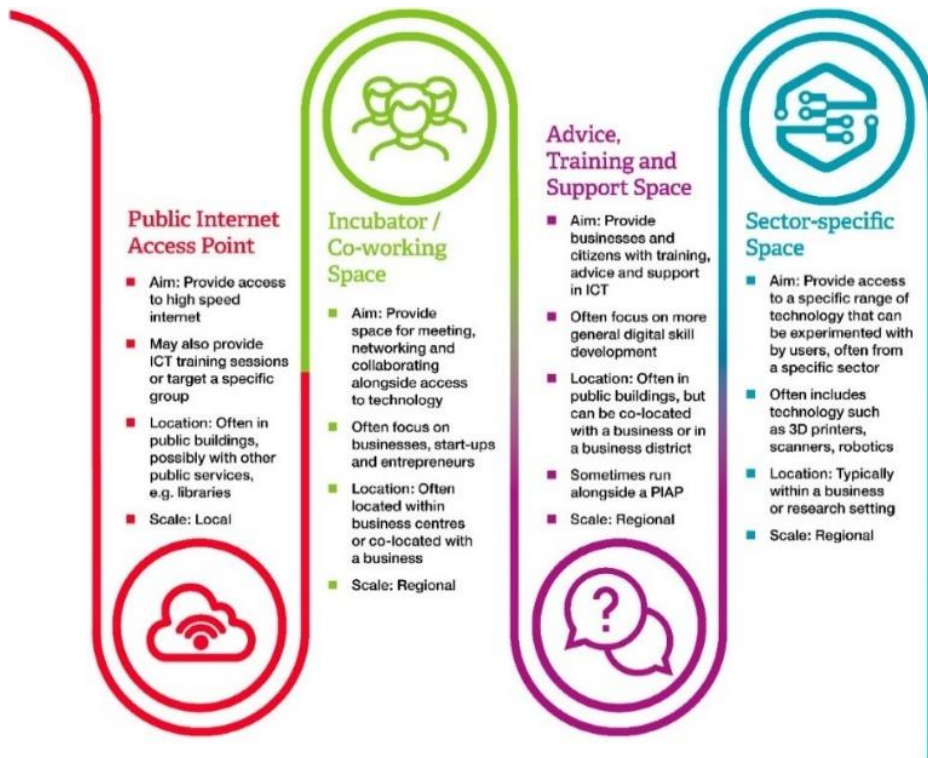 Public Internet
Access Point
■ Aim: Provide access
to high speed
internet
■ May also provide
ICT training sessions
or target a specific
group
■ Location: Often in
public buildings,
possibly with other
public services,
e.g. libraries
■ Scale: Local
Incubator /
Co-working
Space
■ Aim: Provide
space for meeting,
networking and
collaborating
alongside access
to technology
■ Often focus on
businesses, start-ups
and entrepreneurs
■ Location: Often
located within
business centres
or co-located with
a business
■ Scale: Regional
Advice,
Training and
Support Space
■ Aim: Provide
businesses and
citizens with training,
advice and support
in ICT
■ Often focus on more
general digital skill
development
■ Location: Often in
public buildings, but
can be co-located
with a business or in
a business district
■ Sometimes run
alongside a PIAP
■ Scale: Regional
?
Sector-specific
Space
■ Aim: Provide access
to a specific range of
technology that can
be experimented with
by users, often from
a specific sector
■ Often includes
technology such
as 3D printers,
scanners, robotics
■ Location: Typically
within a business
or research setting
■ Scale: Regional